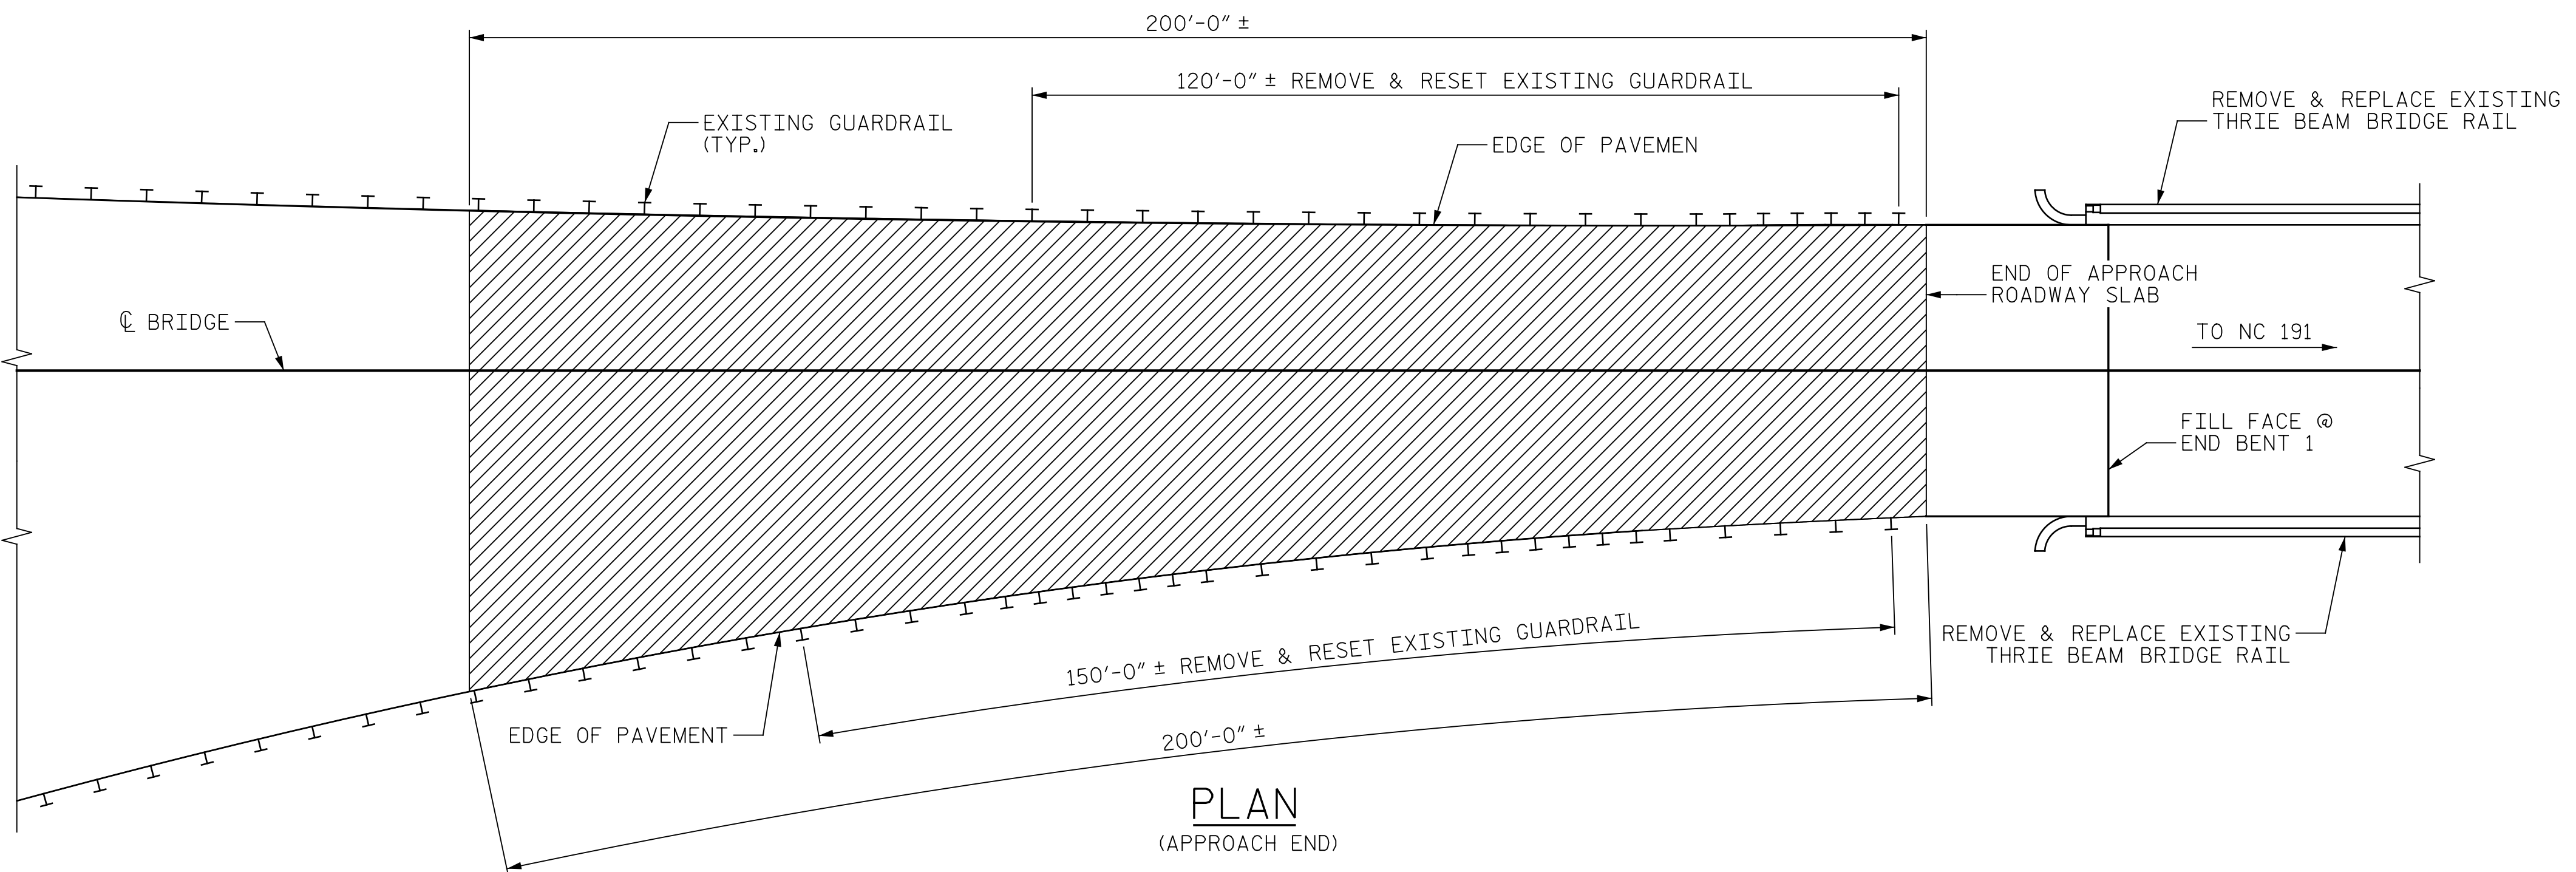 200'-0" ±
120'-0" ± REMOVE & RESET EXISTING GUARDRAIL
REMOVE & REPLACE EXISTING
THRIE BEAM BRIDGE RAIL
EXISTING GUARDRAIL
(TYP.)
EDGE OF PAVEMEN
END OF APPROACH
ROADWAY SLAB
℄ BRIDGE
TO NC 191
FILL FACE @
END BENT 1
REMOVE & REPLACE EXISTING
THRIE BEAM BRIDGE RAIL
150'-0" ± REMOVE & RESET EXISTING GUARDRAIL
EDGE OF PAVEMENT
200'-0" ±
PLAN
(APPROACH END)